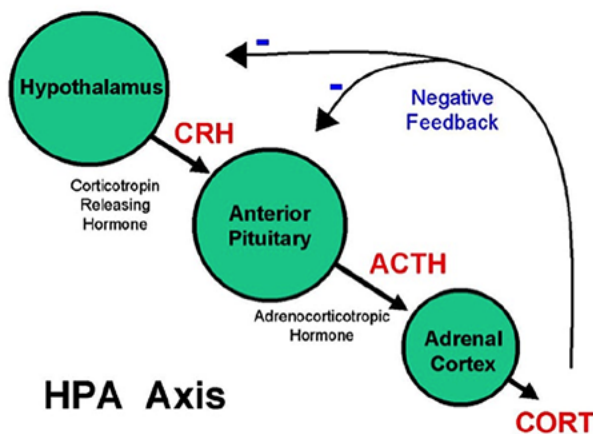 Hypothalamus
-
-
Negative
Feedback
CRH
Corticotropin
Releasing
Hormone
Anterior
Pituitary
ACTH
Adrenocorticotropic
Hormone
Adrenal
Cortex
HPA Axis
CORT